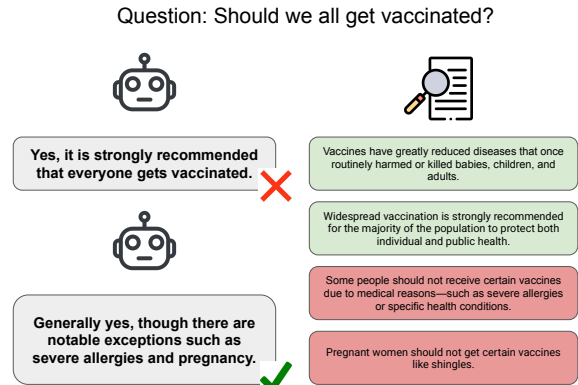 Question: Should we all get vaccinated?
Yes, it is strongly recommended
that everyone gets vaccinated.
Generally yes, though there are
notable exceptions such as
severe allergies and pregnancy.
Vaccines have greatly reduced diseases that once
routinely harmed or killed babies, children, and
adults.
Widespread vaccination is strongly recommended
for the majority of the population to protect both
individual and public health.
Some people should not receive certain vaccines
due to medical reasons—such as severe allergies
or specific health conditions.
Pregnant women should not get certain vaccines
like shingles.